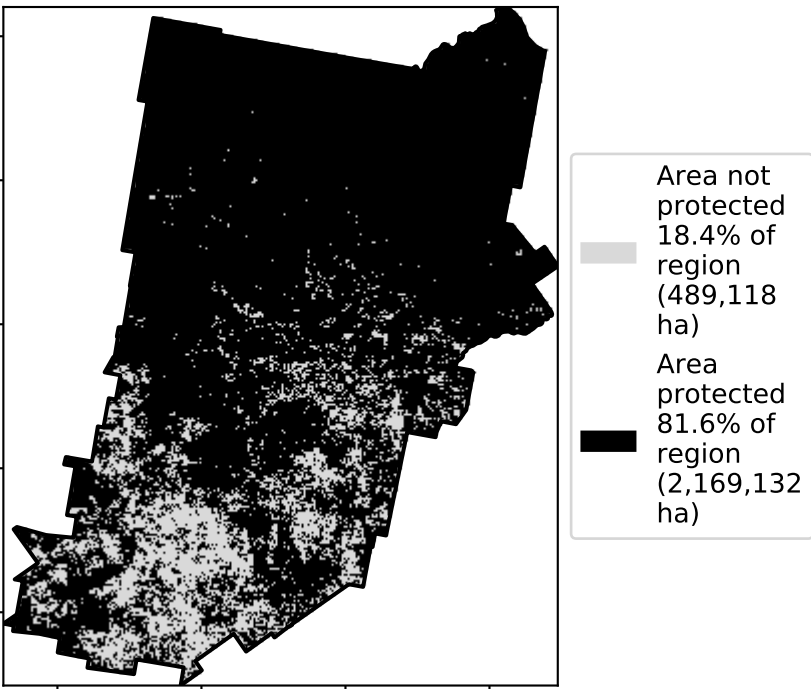 Area not
protected
18.4% of
region
(489,118
ha)
Area
protected
81.6% of
region
(2,169,132
ha)